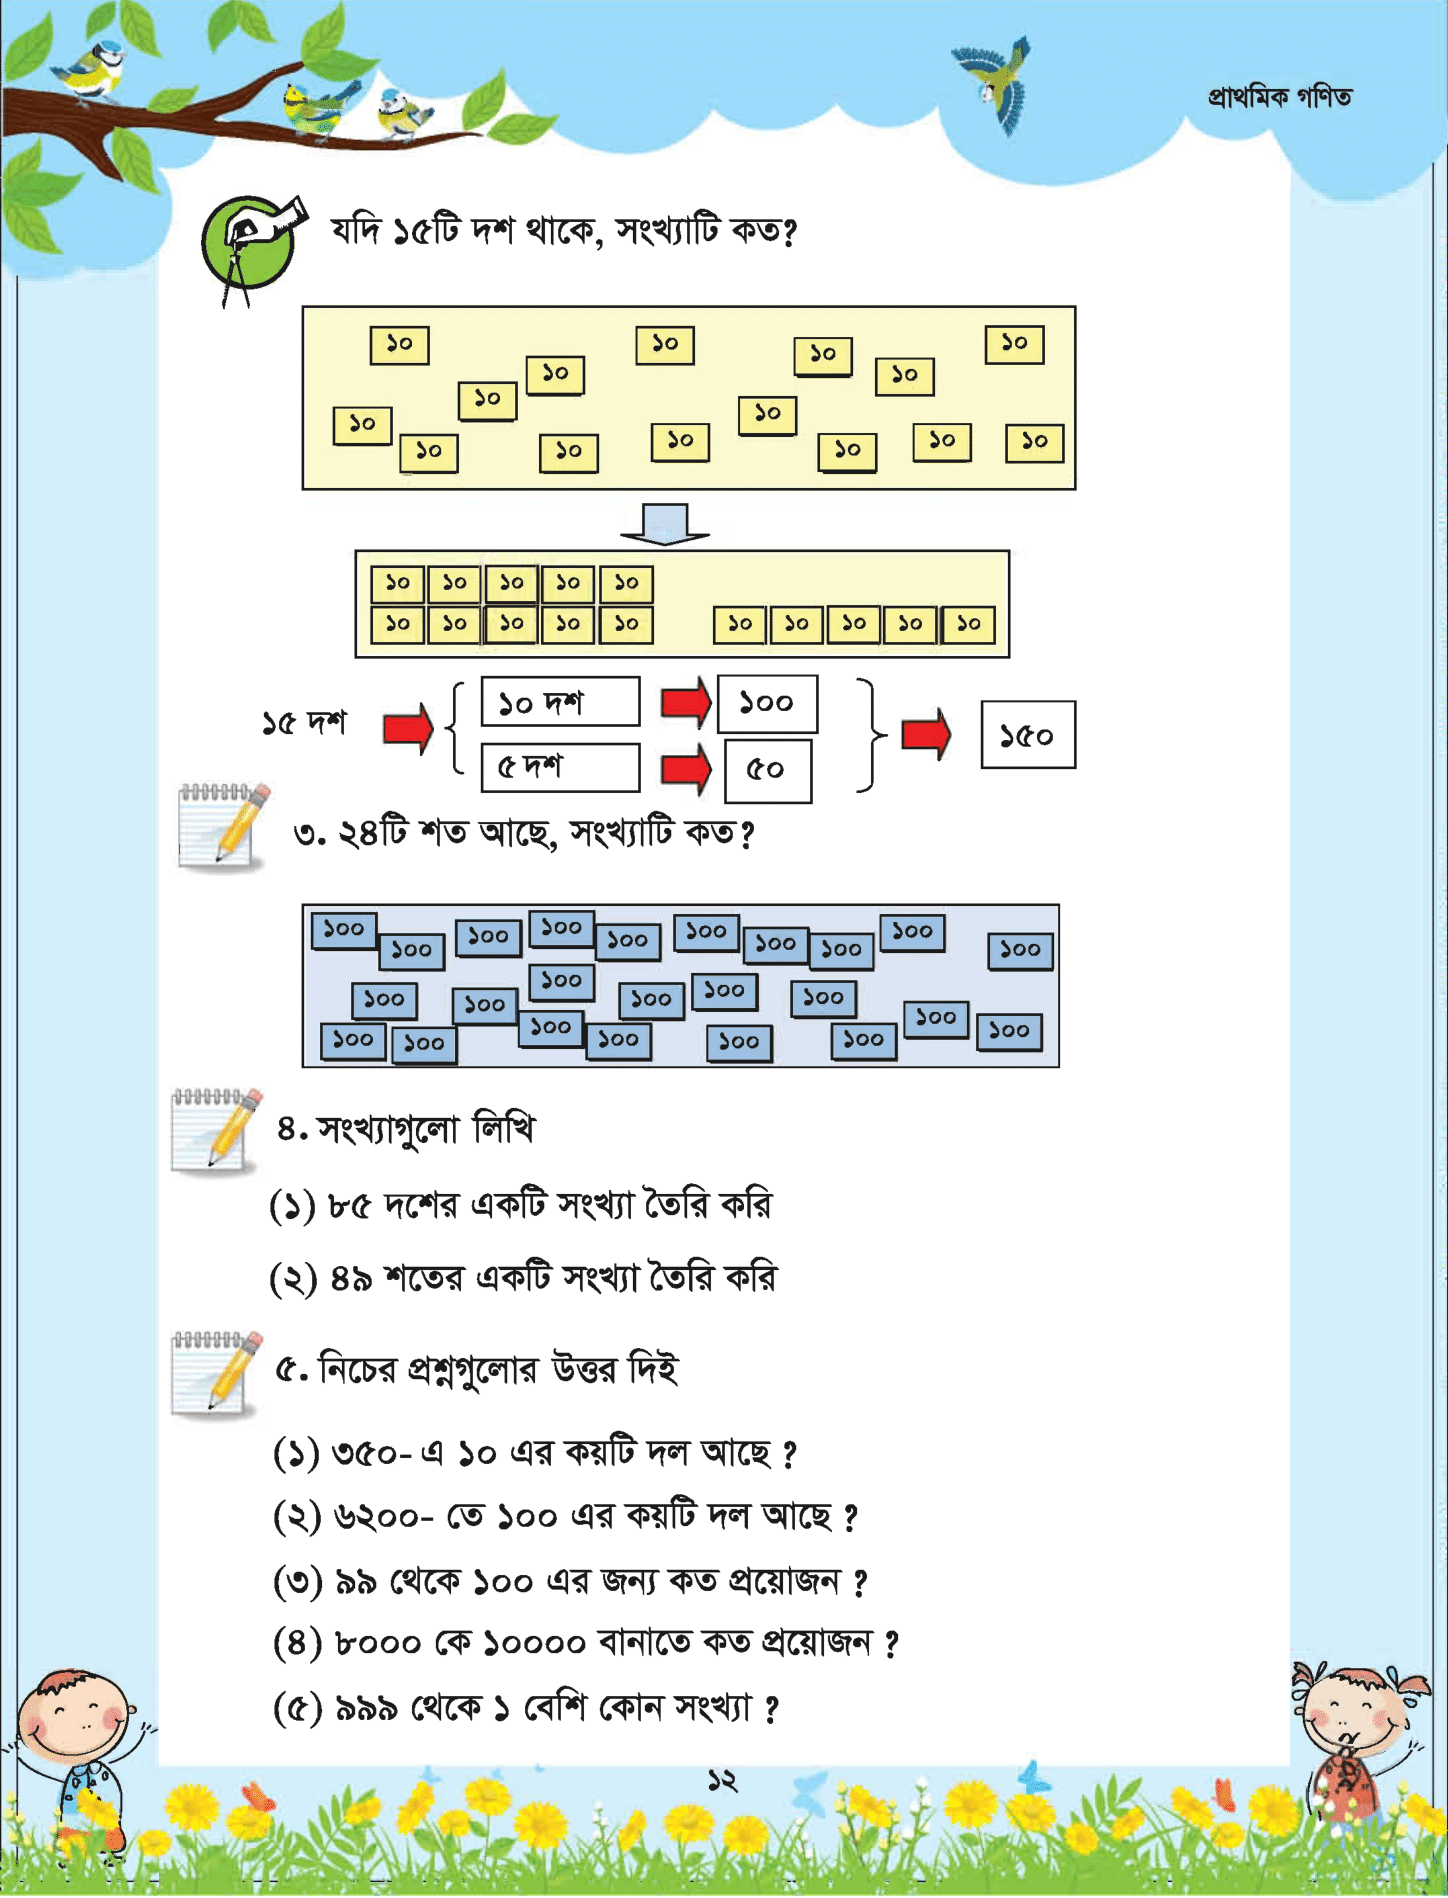 প্রাথমিক গণিত
যদি ১৫টি দশ থাকে, সংখ্যাটি কত?
১০ ১০ ১০ ১০ ১০ ১০ ১০
১০ ১০ ১০ ১০ ১০ ১০ ১০ ১০
১০ ১০ ১০ ১০ ১০
১০ ১০ ১০ ১০ ১০ ১০ ১০ ১০ ১০ ১০
১৫ দশ
১০ দশ ১০০
৫ দশ ৫০
১৫০
৩. ২৪টি শত আছে, সংখ্যাটি কত?
১০০ ১০০ ১০০ ১০০ ১০০ ১০০ ১০০ ১০০ ১০০ ১০০
১০০ ১০০ ১০০ ১০০ ১০০ ১০০
১০০ ১০০ ১০০ ১০০ ১০০ ১০০ ১০০ ১০০
৪. সংখ্যাগুলো লিখি
(১) ৮৫ দশের একটি সংখ্যা তৈরি করি
(২) ৪৯ শতের একটি সংখ্যা তৈরি করি
৫. নিচের প্রশ্নগুলোর উত্তর দিই
(১) ৩৫০- এ ১০ এর কয়টি দল আছে ?
(২) ৬২০০- তে ১০০ এর কয়টি দল আছে ?
(৩) ৯৯ থেকে ১০০ এর জন্য কত প্রয়োজন ?
(৪) ৮০০০ কে ১০০০০ বানাতে কত প্রয়োজন ?
(৫) ৯৯৯ থেকে ১ বেশি কোন সংখ্যা ?
১২